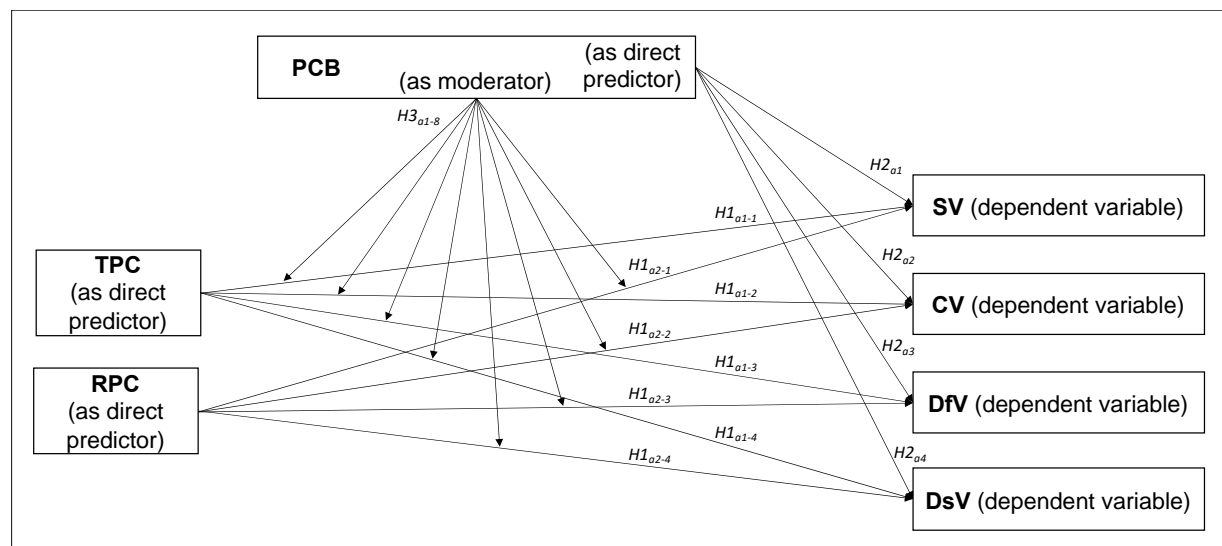 PCB
(as moderator)
(as direct
predictor)
H3a1-8
H2a1
SV (dependent variable)
H1a1-1
TPC
(as direct
predictor)
H1a2-1
H2a2
H1a1-2
CV (dependent variable)
H1a2-2
H2a3
H1a1-3
RPC
(as direct
predictor)
H1a2-3
DfV (dependent variable)
H1a1-4
H1a2-4
H2a4
DsV (dependent variable)